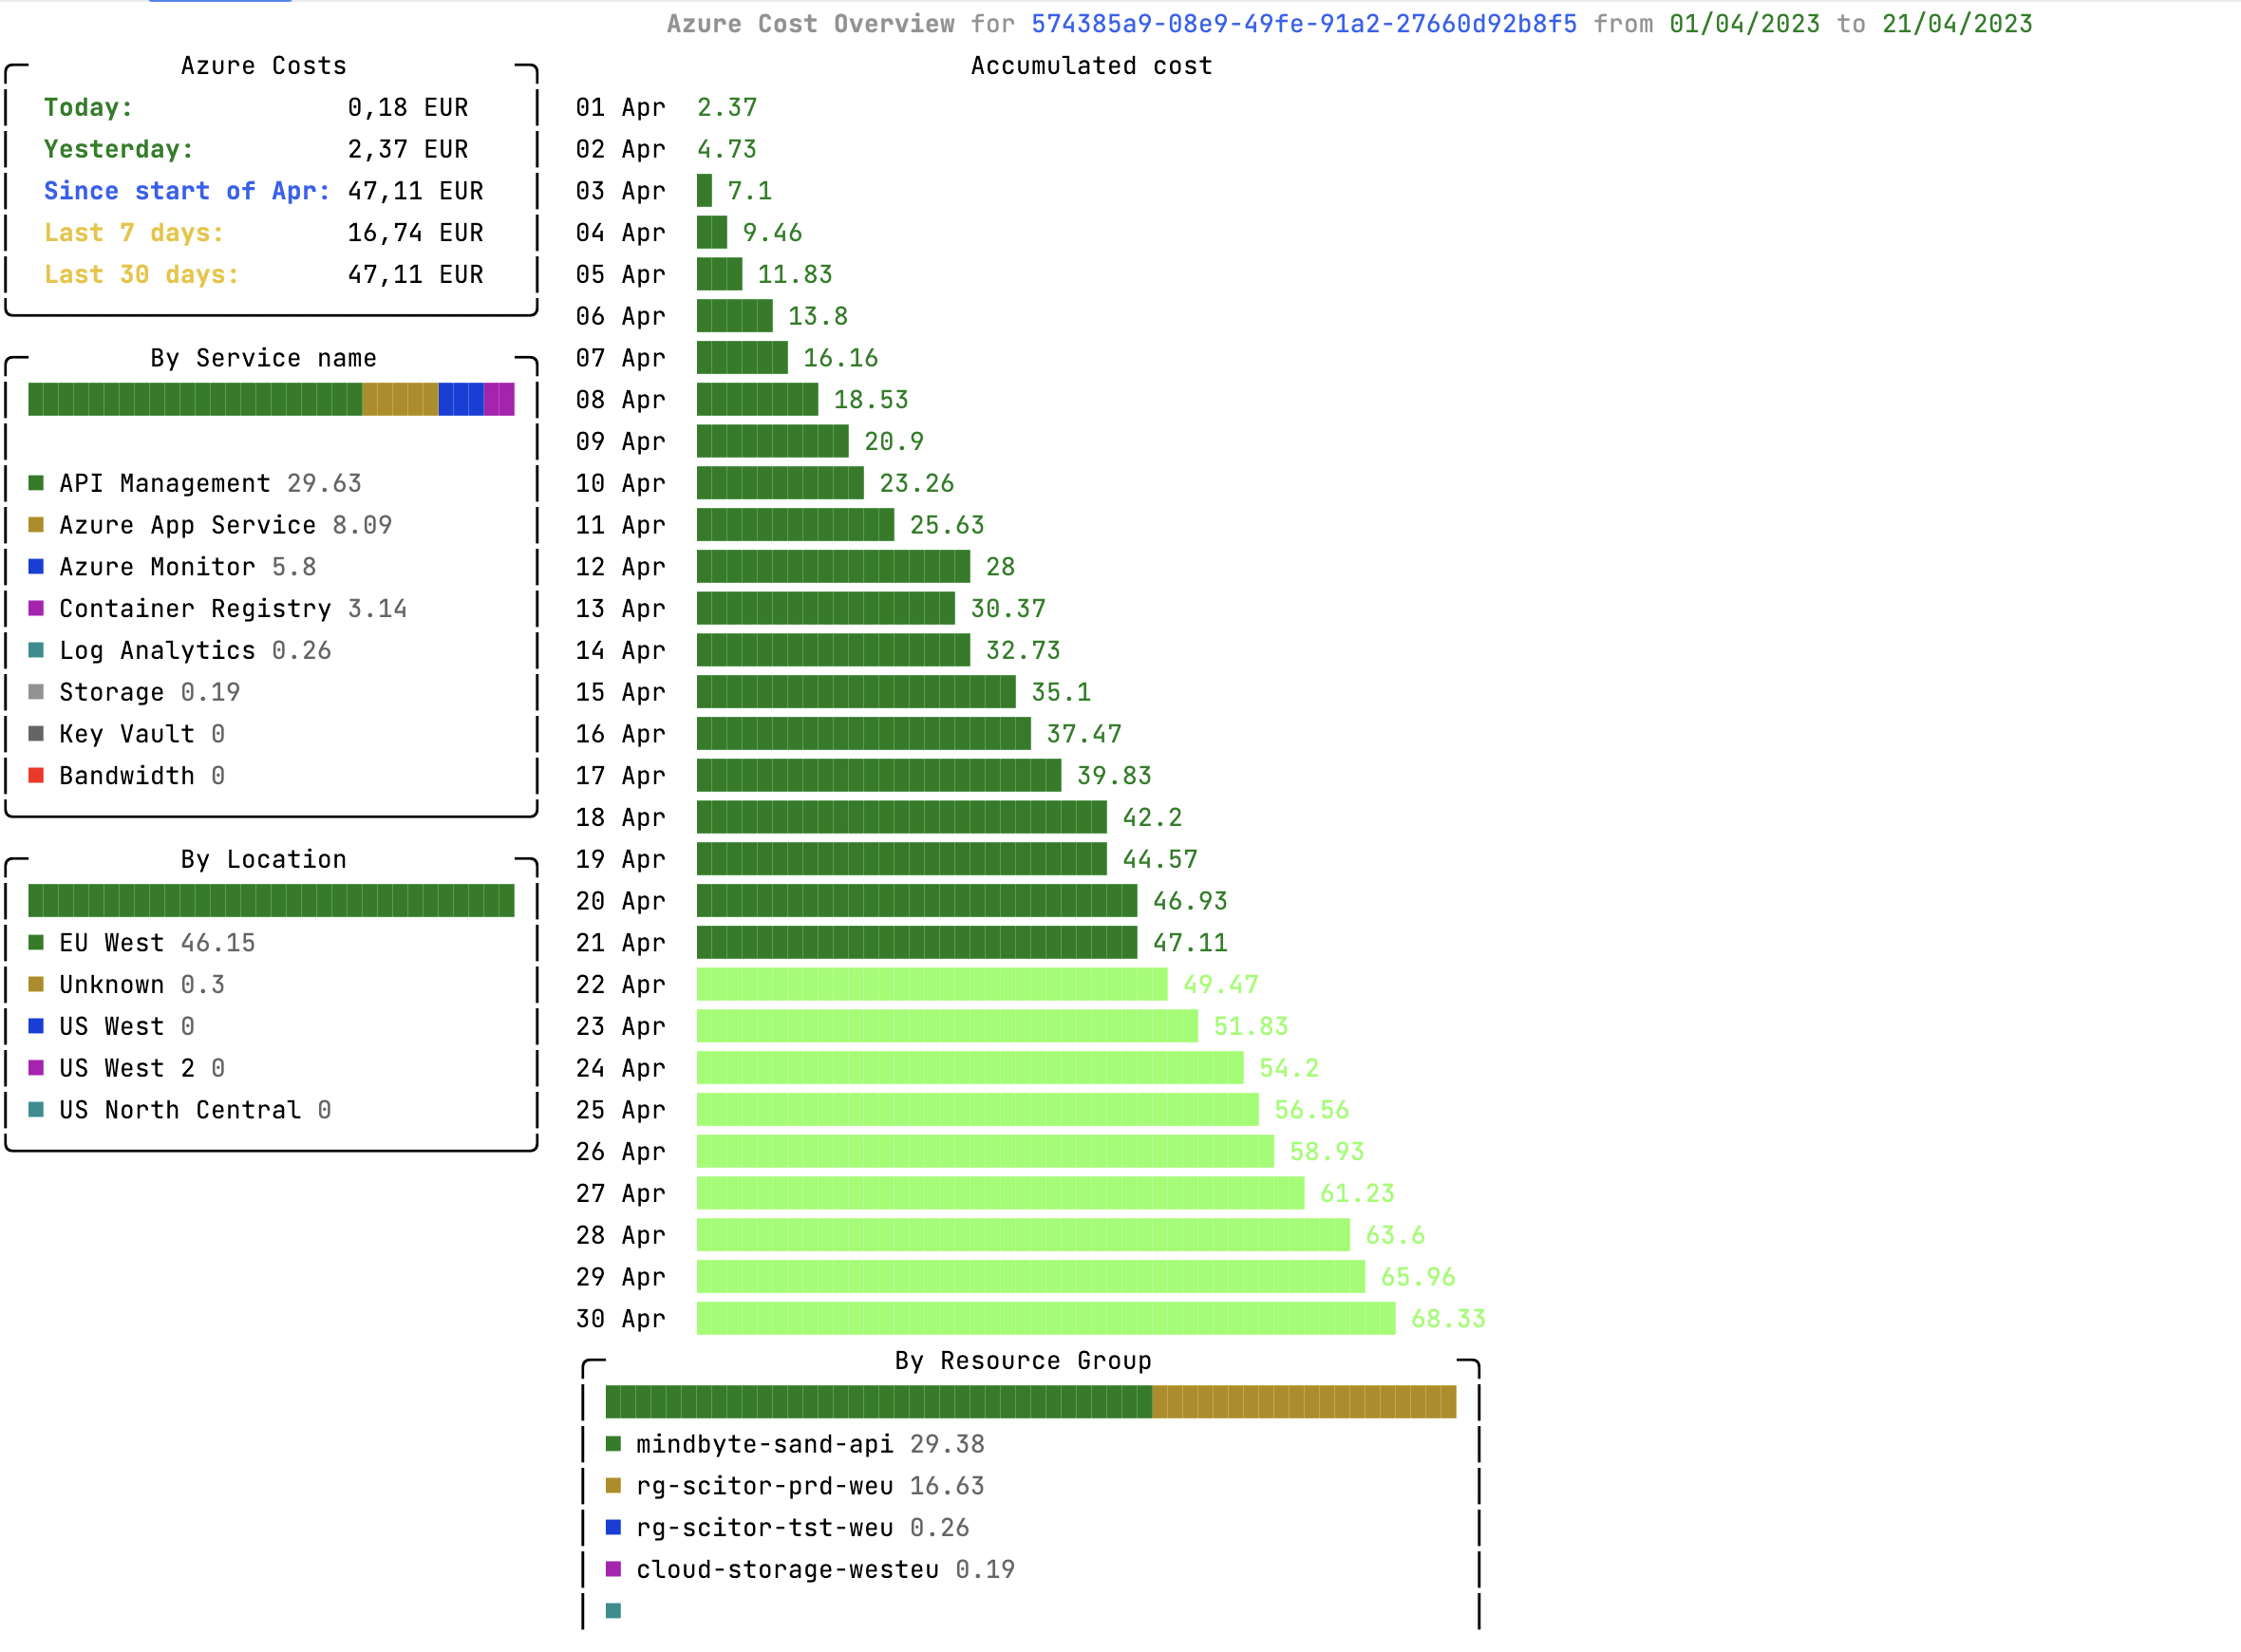 Azure Cost Overview for 574385a9-08e9-49fe-91a2-27660d92b8f5 from 01/04/2023 to 21/04/2023
Azure Costs
Today: 0,18 EUR
Yesterday: 2,37 EUR
Since start of Apr: 47,11 EUR
Last 7 days: 16,74 EUR
Last 30 days: 47,11 EUR
By Service name
API Management 29.63
Azure App Service 8.09
Azure Monitor 5.8
Container Registry 3.14
Log Analytics 0.26
Storage 0.19
Key Vault 0
Bandwidth 0
By Location
EU West 46.15
Unknown 0.3
US West 0
US West 2 0
US North Central 0
Accumulated cost
01 Apr 2.37
02 Apr 4.73
03 Apr 7.1
04 Apr 9.46
05 Apr 11.83
06 Apr 13.8
07 Apr 16.16
08 Apr 18.53
09 Apr 20.9
10 Apr 23.26
11 Apr 25.63
12 Apr 28
13 Apr 30.37
14 Apr 32.73
15 Apr 35.1
16 Apr 37.47
17 Apr 39.83
18 Apr 42.2
19 Apr 44.57
20 Apr 46.93
21 Apr 47.11
22 Apr 49.47
23 Apr 51.83
24 Apr 54.2
25 Apr 56.56
26 Apr 58.93
27 Apr 61.23
28 Apr 63.6
29 Apr 65.96
30 Apr 68.33
By Resource Group
mindbyte-sand-api 29.38
rg-scitor-prd-weu 16.63
rg-scitor-tst-weu 0.26
cloud-storage-westeu 0.19